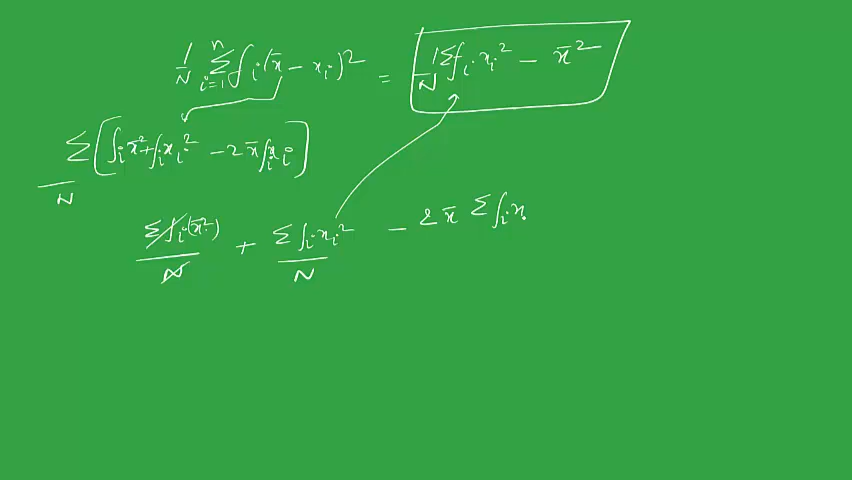 1/N Σ_{i=1}^{n} f_i (x̄ - x_i)² = 1/N Σ f_i x_i² - x̄²
Σ/N [f_i x̄² + f_i x_i² - 2 x̄ f_i x_i]
Σ f_i (x̄²)/N + Σ f_i x_i²/N - 2 x̄ Σ f_i x_i